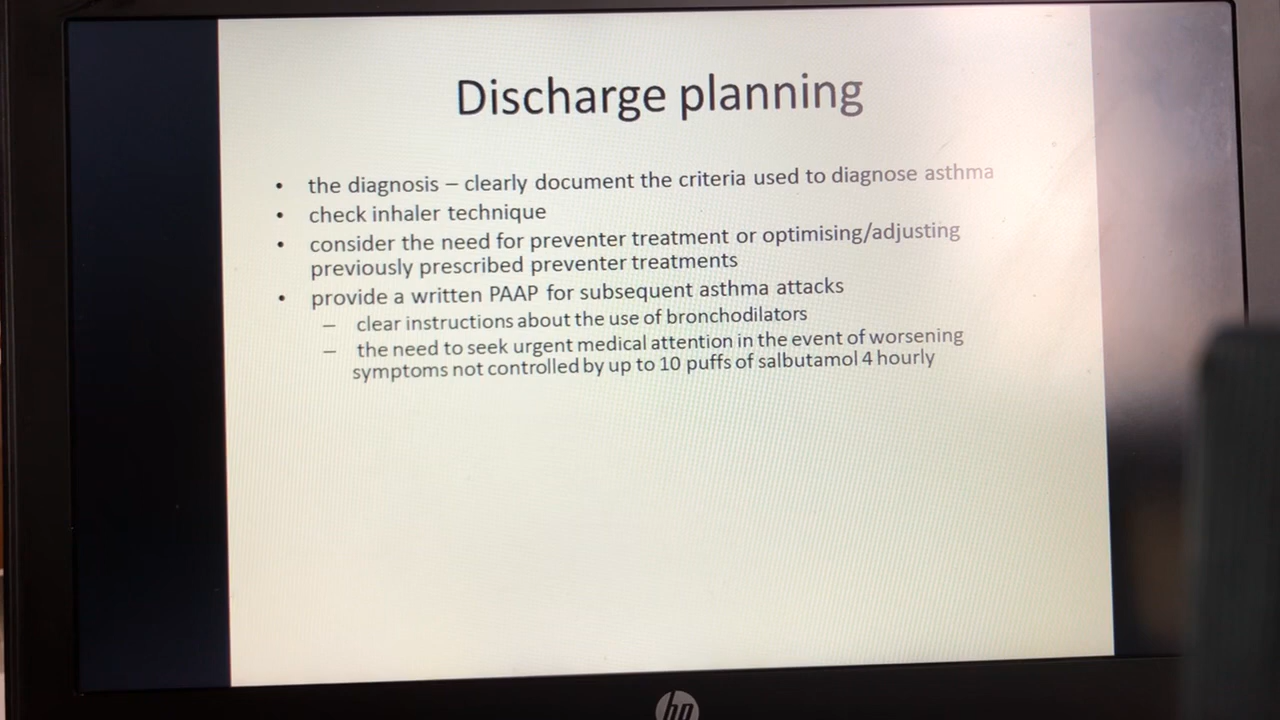 Discharge planning
• the diagnosis – clearly document the criteria used to diagnose asthma
• check inhaler technique
• consider the need for preventer treatment or optimising/adjusting
previously prescribed preventer treatments
• provide a written PAAP for subsequent asthma attacks
– clear instructions about the use of bronchodilators
– the need to seek urgent medical attention in the event of worsening
symptoms not controlled by up to 10 puffs of salbutamol 4 hourly
hp